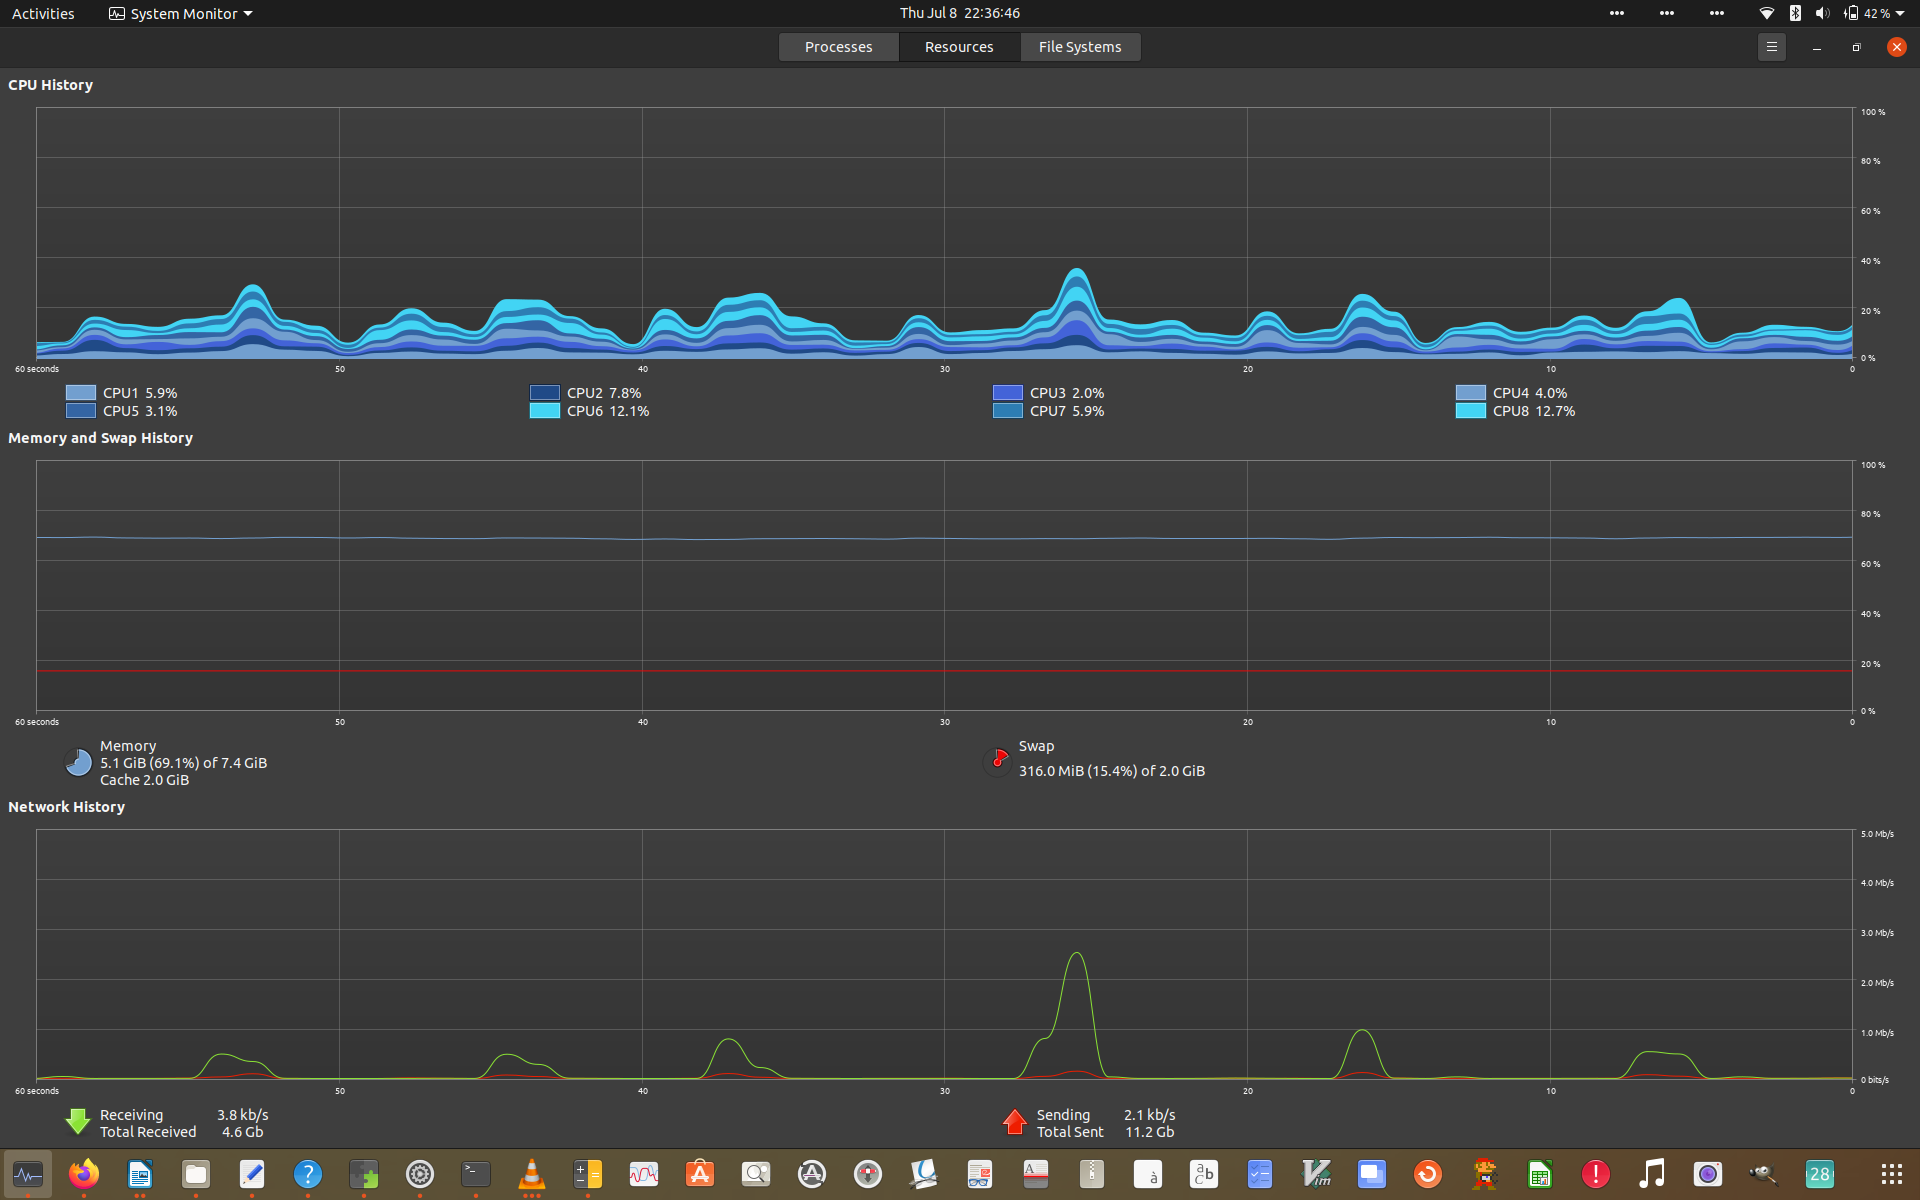 Activities System Monitor Thu Jul 8 22:36:46 42 %
Processes Resources File Systems
CPU History
100 %
80 %
60 %
40 %
20 %
0 %
60 seconds 50 40 30 20 10 0
CPU1 5.9% CPU2 7.8% CPU3 2.0% CPU4 4.0%
CPU5 3.1% CPU6 12.1% CPU7 5.9% CPU8 12.7%
Memory and Swap History
100 %
80 %
60 %
40 %
20 %
0 %
60 seconds 50 40 30 20 10 0
Memory
5.1 GiB (69.1%) of 7.4 GiB
Cache 2.0 GiB
Swap
316.0 MiB (15.4%) of 2.0 GiB
Network History
5.0 Mb/s
4.0 Mb/s
3.0 Mb/s
2.0 Mb/s
1.0 Mb/s
0 bits/s
60 seconds 50 40 30 20 10 0
Receiving 3.8 kb/s
Total Received 4.6 Gb
Sending 2.1 kb/s
Total Sent 11.2 Gb
28